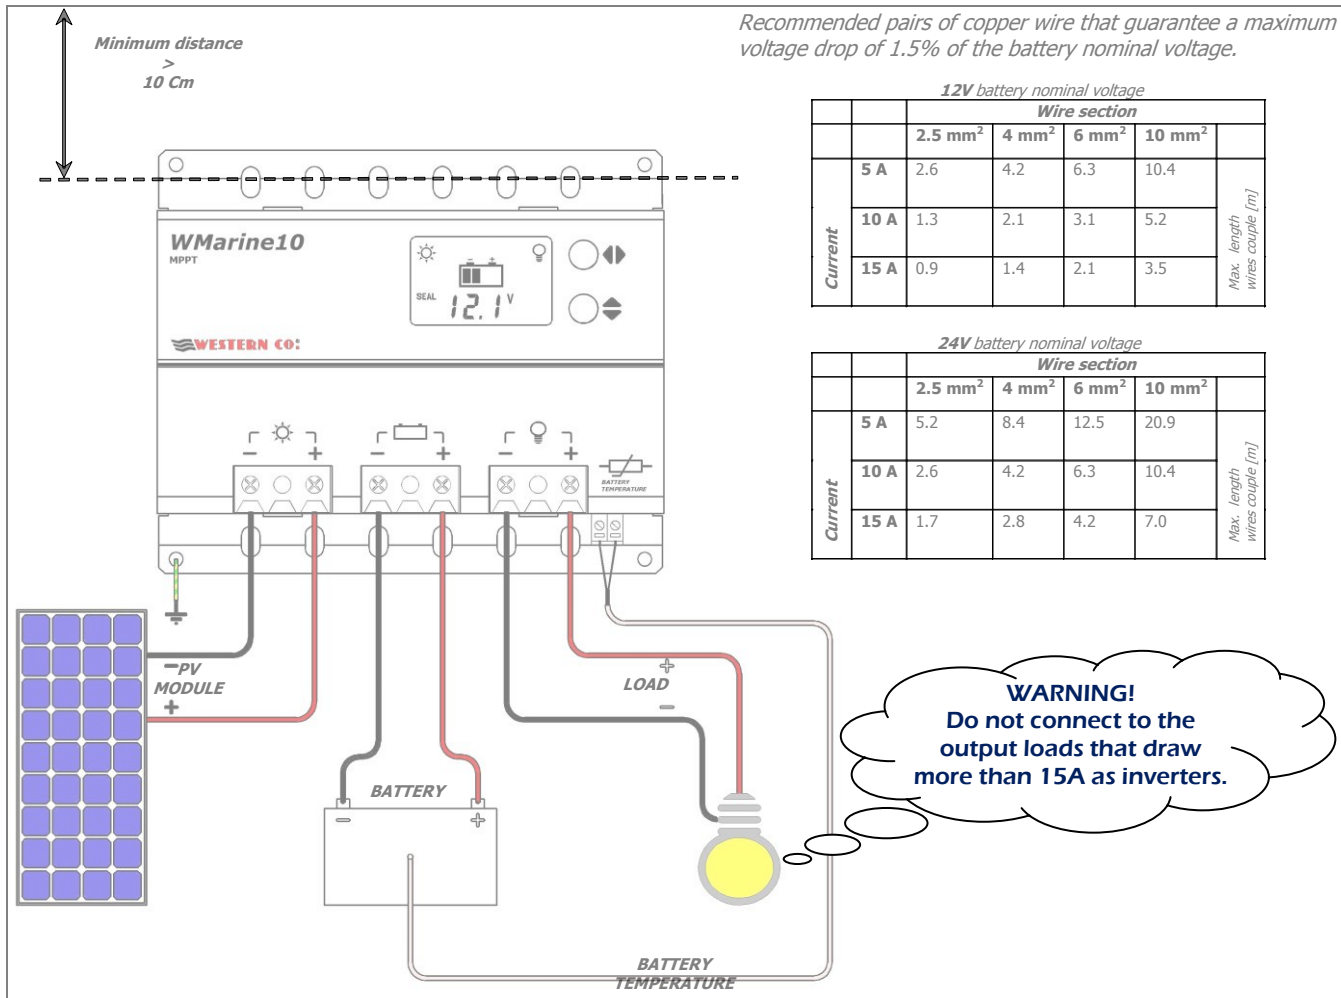 Minimum distance
>
10 Cm
Recommended pairs of copper wire that guarantee a maximum
voltage drop of 1.5% of the battery nominal voltage.
12V battery nominal voltage
Wire section
2.5 mm² 4 mm² 6 mm² 10 mm²
5 A 2.6 4.2 6.3 10.4
10 A 1.3 2.1 3.1 5.2
15 A 0.9 1.4 2.1 3.5
Current
Max. length
wires couple [m]
24V battery nominal voltage
Wire section
2.5 mm² 4 mm² 6 mm² 10 mm²
5 A 5.2 8.4 12.5 20.9
10 A 2.6 4.2 6.3 10.4
15 A 1.7 2.8 4.2 7.0
Current
Max. length
wires couple [m]
WMarine10
MPPT
- +
SEAL
12.1 V
WESTERN CO:
- + - + - +
BATTERY
TEMPERATURE
- PV
MODULE
+
+
LOAD
-
BATTERY
- +
BATTERY
TEMPERATURE
WARNING!
Do not connect to the
output loads that draw
more than 15A as inverters.